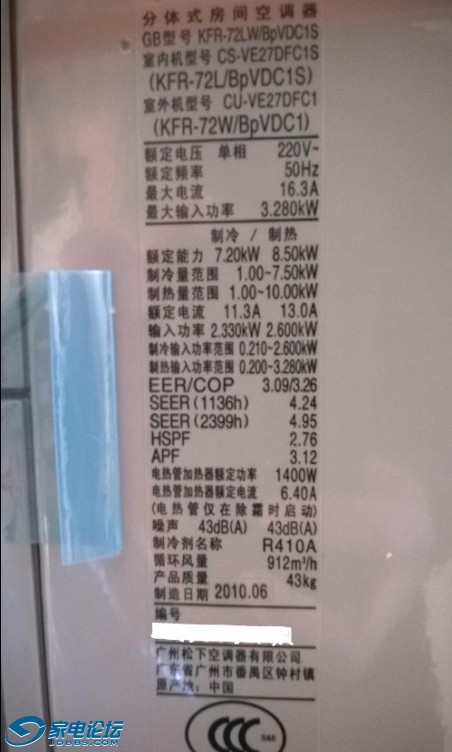 分体式房间空调器
GB型号 KFR-72LW/BpVDC1S
室内机型号 CS-VE27DFC1S
(KFR-72L/BpVDC1S)
室外机型号 CU-VE27DFC1
(KFR-72W/BpVDC1)
额定电压 单相 220V~
额定频率 50Hz
最大电流 16.3A
最大输入功率 3.280kW
制冷 / 制热
额定能力 7.20kW 8.50kW
制冷量范围 1.00~7.50kW
制热量范围 1.00~10.00kW
额定电流 11.3A 13.0A
输入功率 2.330kW 2.600kW
制冷输入功率范围 0.210~2.600kW
制热输入功率范围 0.200~3.280kW
EER/COP 3.09/3.26
SEER (1136h) 4.24
SEER (2399h) 4.95
HSPF 2.76
APF 3.12
电热管加热器额定功率 1400W
电热管加热器额定电流 6.40A
(电热管仅在除霜时启动)
噪声 43dB(A) 43dB(A)
制冷剂名称 R410A
循环风量 912m³/h
产品质量 43kg
制造日期 2010.06
编号
广州松下空调器有限公司
广东省广州市番禺区钟村镇
原产地：中国
CCC S&E
家电论坛
JDBBS.COM